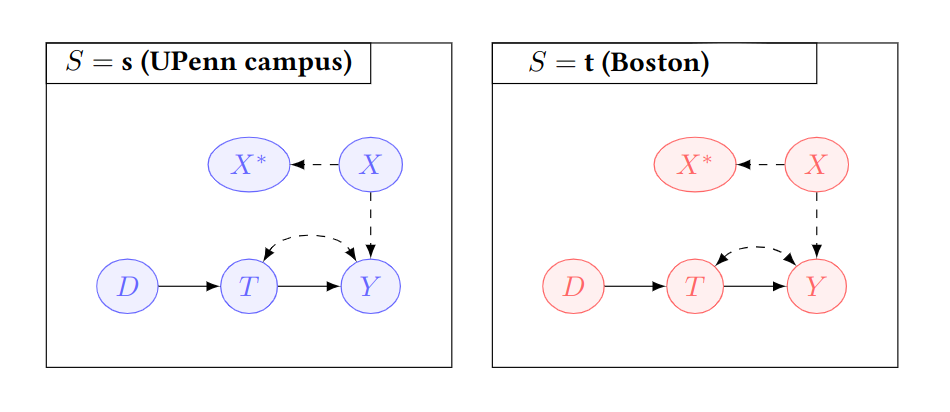 S = s (UPenn campus)
X* X
D T Y
S = t (Boston)
X* X
D T Y